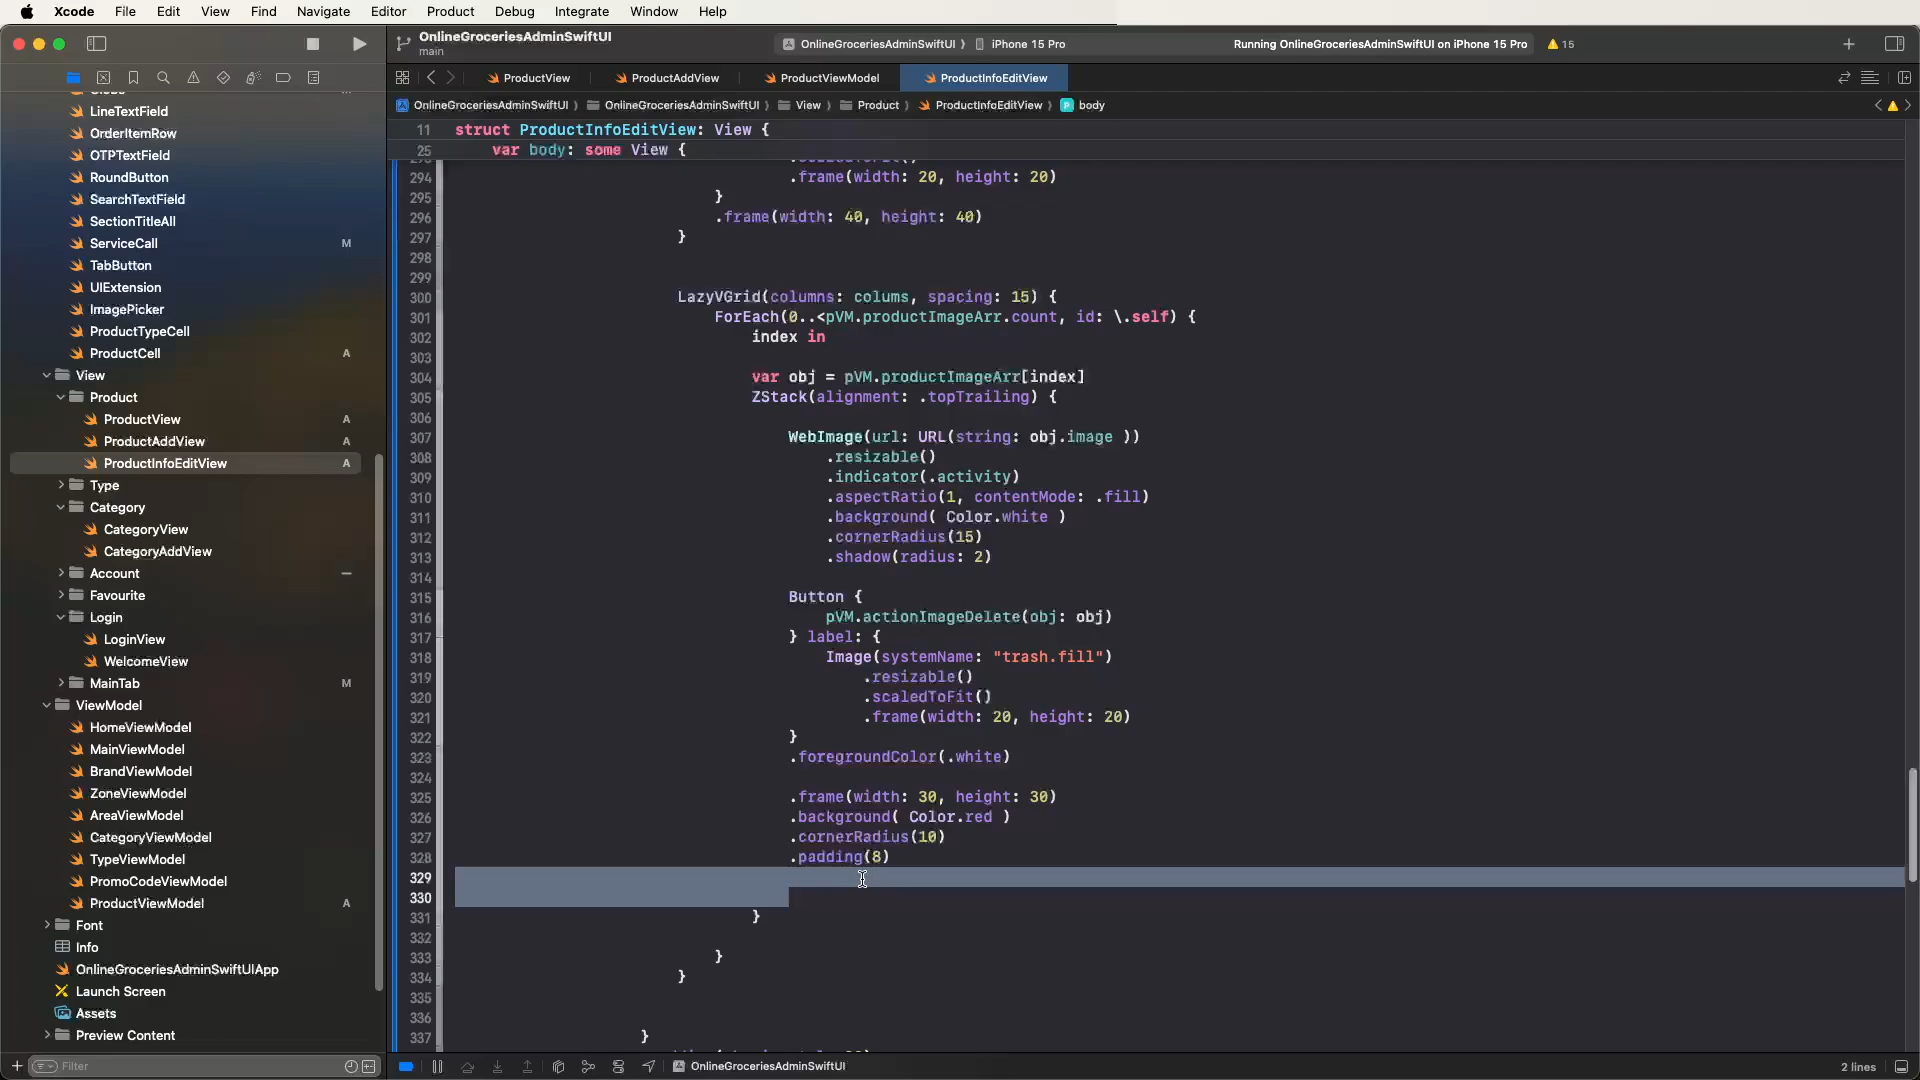 Xcode File Edit View Find Navigate Editor Product Debug Integrate Window Help
OnlineGroceriesAdminSwiftUI
main
OnlineGroceriesAdminSwiftUI ⟩ iPhone 15 Pro
Running OnlineGroceriesAdminSwiftUI on iPhone 15 Pro
15
ProductView
ProductAddView
ProductViewModel
ProductInfoEditView
OnlineGroceriesAdminSwiftUI ⟩ OnlineGroceriesAdminSwiftUI ⟩ View ⟩ Product ⟩ ProductInfoEditView ⟩ body
LineTextField
OrderItemRow
OTPTextField
RoundButton
SearchTextField
SectionTitleAll
ServiceCall M
TabButton
UIExtension
ImagePicker
ProductTypeCell
ProductCell A
View
Product
ProductView A
ProductAddView A
ProductInfoEditView A
Type
Category
CategoryView
CategoryAddView
Account
Favourite
Login
LoginView
WelcomeView
MainTab M
ViewModel
HomeViewModel
MainViewModel
BrandViewModel
ZoneViewModel
AreaViewModel
CategoryViewModel
TypeViewModel
PromoCodeViewModel
ProductViewModel A
Font
Info
OnlineGroceriesAdminSwiftUIApp
Launch Screen
Assets
Preview Content
Filter
11 struct ProductInfoEditView: View {
25 var body: some View {
294 .frame(width: 20, height: 20)
295 }
296 .frame(width: 40, height: 40)
297 }
298
299
300 LazyVGrid(columns: colums, spacing: 15) {
301 ForEach(0..<pVM.productImageArr.count, id: \.self) {
302 index in
303
304 var obj = pVM.productImageArr[index]
305 ZStack(alignment: .topTrailing) {
306
307 WebImage(url: URL(string: obj.image ))
308 .resizable()
309 .indicator(.activity)
310 .aspectRatio(1, contentMode: .fill)
311 .background( Color.white )
312 .cornerRadius(15)
313 .shadow(radius: 2)
314
315 Button {
316 pVM.actionImageDelete(obj: obj)
317 } label: {
318 Image(systemName: "trash.fill")
319 .resizable()
320 .scaledToFit()
321 .frame(width: 20, height: 20)
322 }
323 .foregroundColor(.white)
324
325 .frame(width: 30, height: 30)
326 .background( Color.red )
327 .cornerRadius(10)
328 .padding(8)
329
330
331 }
332
333 }
334 }
335
336
337 }
OnlineGroceriesAdminSwiftUI
2 lines